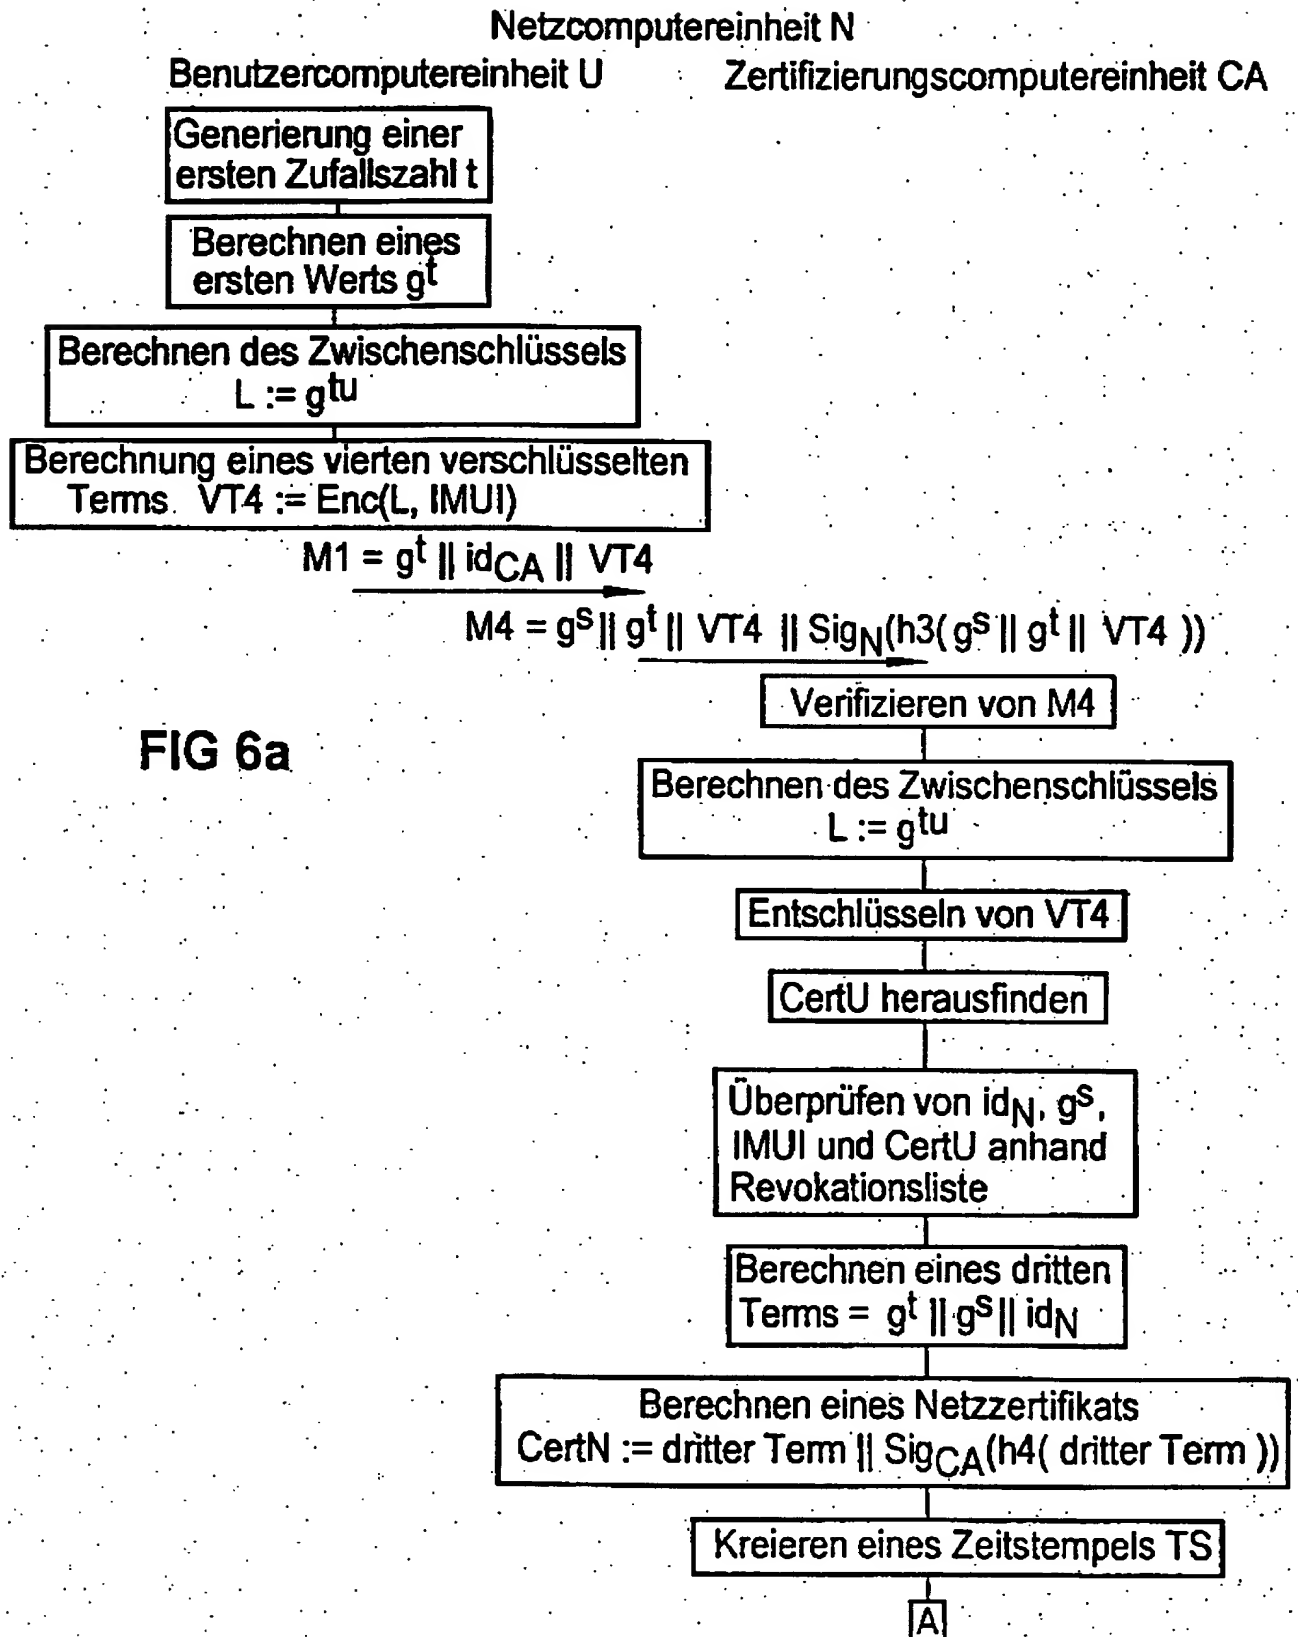 Netzcomputereinheit N
Benutzercomputereinheit U
Zertifizierungscomputereinheit CA
Generierung einer
ersten Zufallszahl t
Berechnen eines
ersten Werts g^t
Berechnen des Zwischenschlüssels
L := g^tu
Berechnung eines vierten verschlüsselten
Terms VT4 := Enc(L, IMUI)
M1 = g^t || id_CA || VT4
M4 = g^s || g^t || VT4 || Sig_N(h3( g^s || g^t || VT4 ))
Verifizieren von M4
FIG 6a
Berechnen des Zwischenschlüssels
L := g^tu
Entschlüsseln von VT4
CertU herausfinden
Überprüfen von id_N, g^s,
IMUI und CertU anhand
Revokationsliste
Berechnen eines dritten
Terms = g^t || g^s || id_N
Berechnen eines Netzzertifikats
CertN := dritter Term || Sig_CA(h4( dritter Term ))
Kreieren eines Zeitstempels TS
A